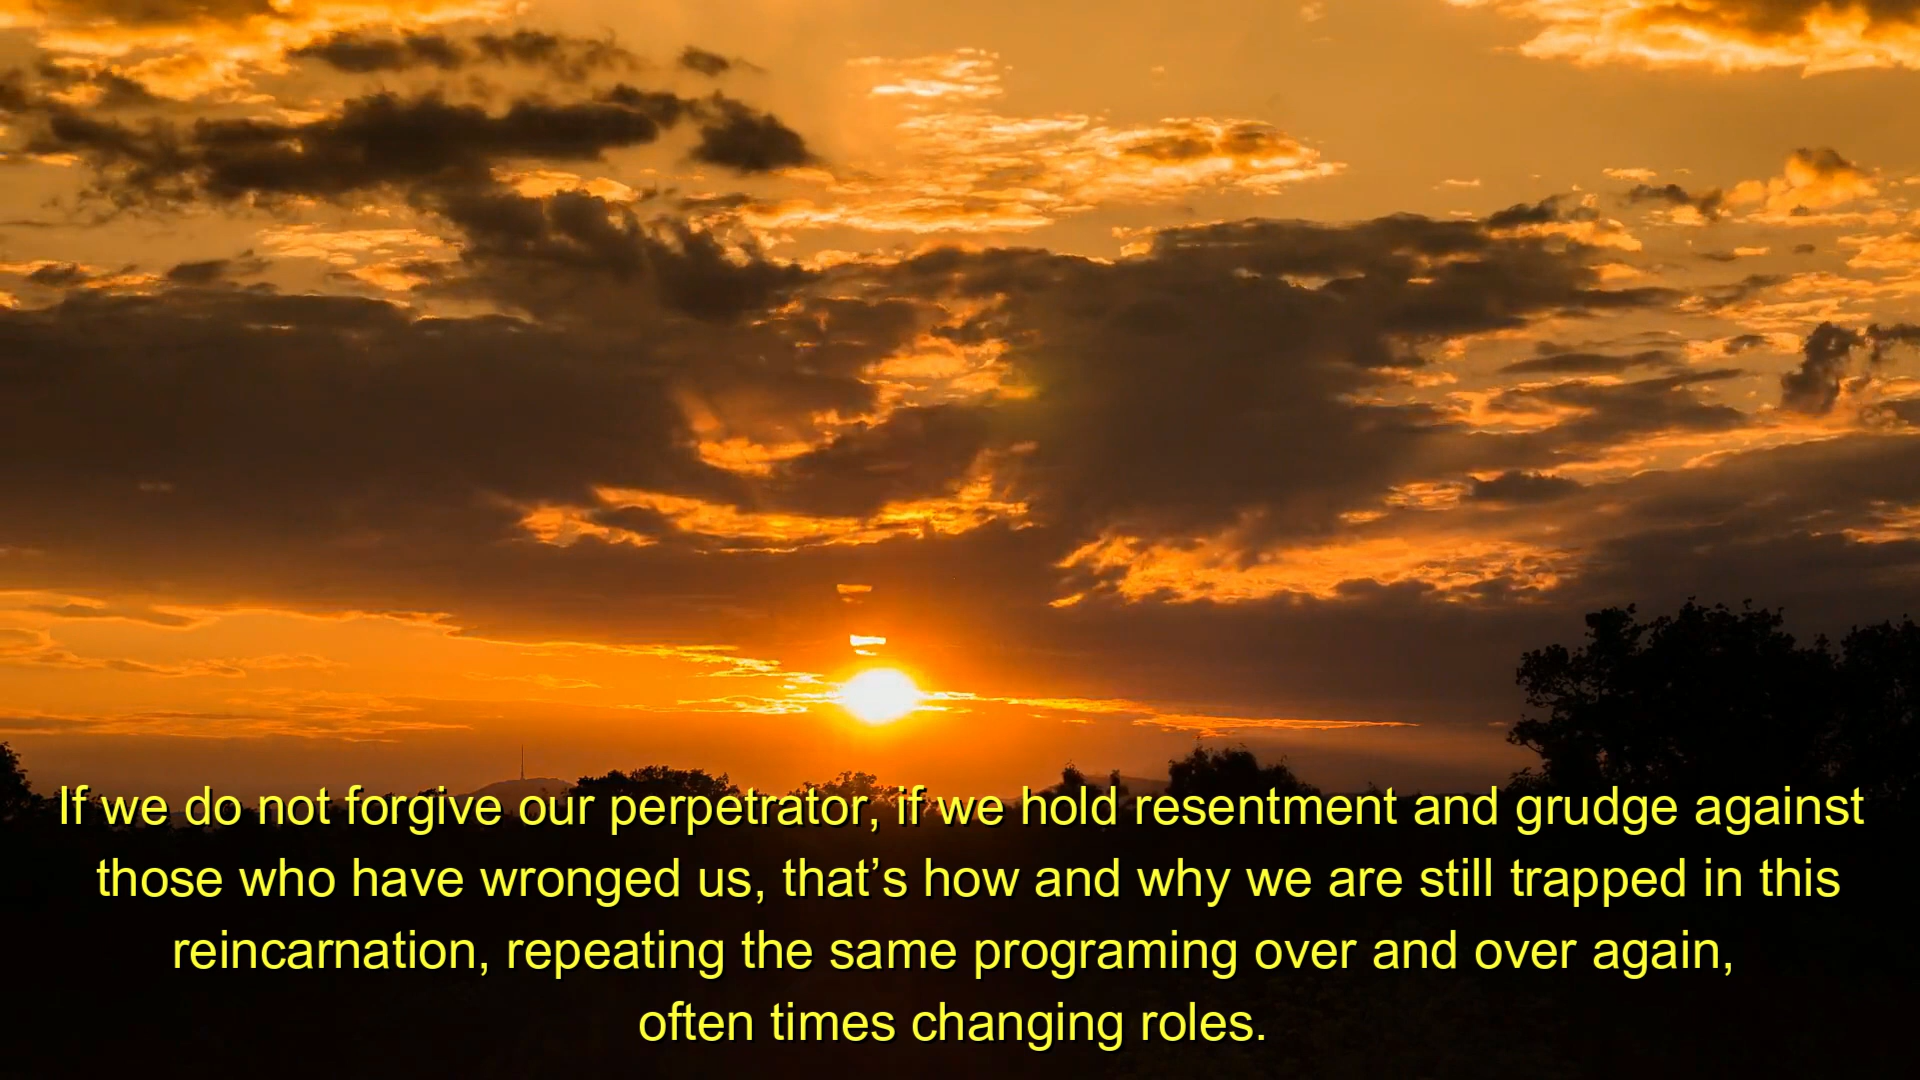 If we do not forgive our perpetrator, if we hold resentment and grudge against
those who have wronged us, that’s how and why we are still trapped in this
reincarnation, repeating the same programing over and over again,
often times changing roles.